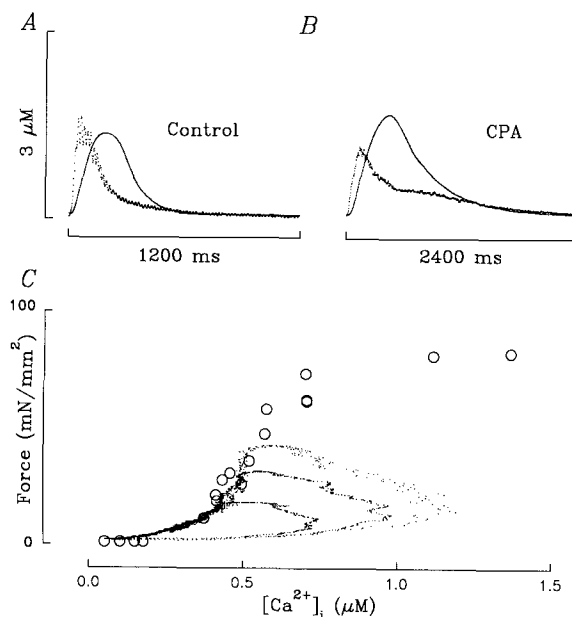 A
B
3 μM
Control
CPA
1200 ms
2400 ms
C
100
Force (mN/mm²)
0
0.0
0.5
1.0
1.5
[Ca²⁺]ᵢ (μM)